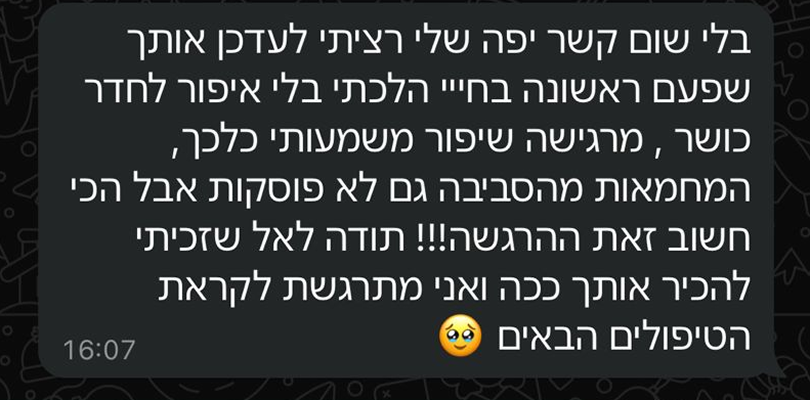 בלי שום קשר יפה שלי רציתי לעדכן אותך
שפעם ראשונה בחייי הלכתי בלי איפור לחדר
כושר , מרגישה שיפור משמעותי כלכך,
המחמאות מהסביבה גם לא פוסקות אבל הכי
חשוב זאת ההרגשה!!! תודה לאל שזכיתי
להכיר אותך ככה ואני מתרגשת לקראת
הטיפולים הבאים 🥹
16:07